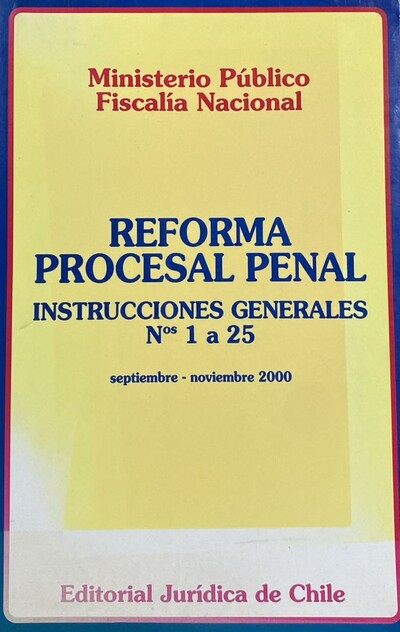 Ministerio Público
Fiscalía Nacional
REFORMA
PROCESAL PENAL
INSTRUCCIONES GENERALES
Nos 1 a 25
septiembre - noviembre 2000
Editorial Jurídica de Chile